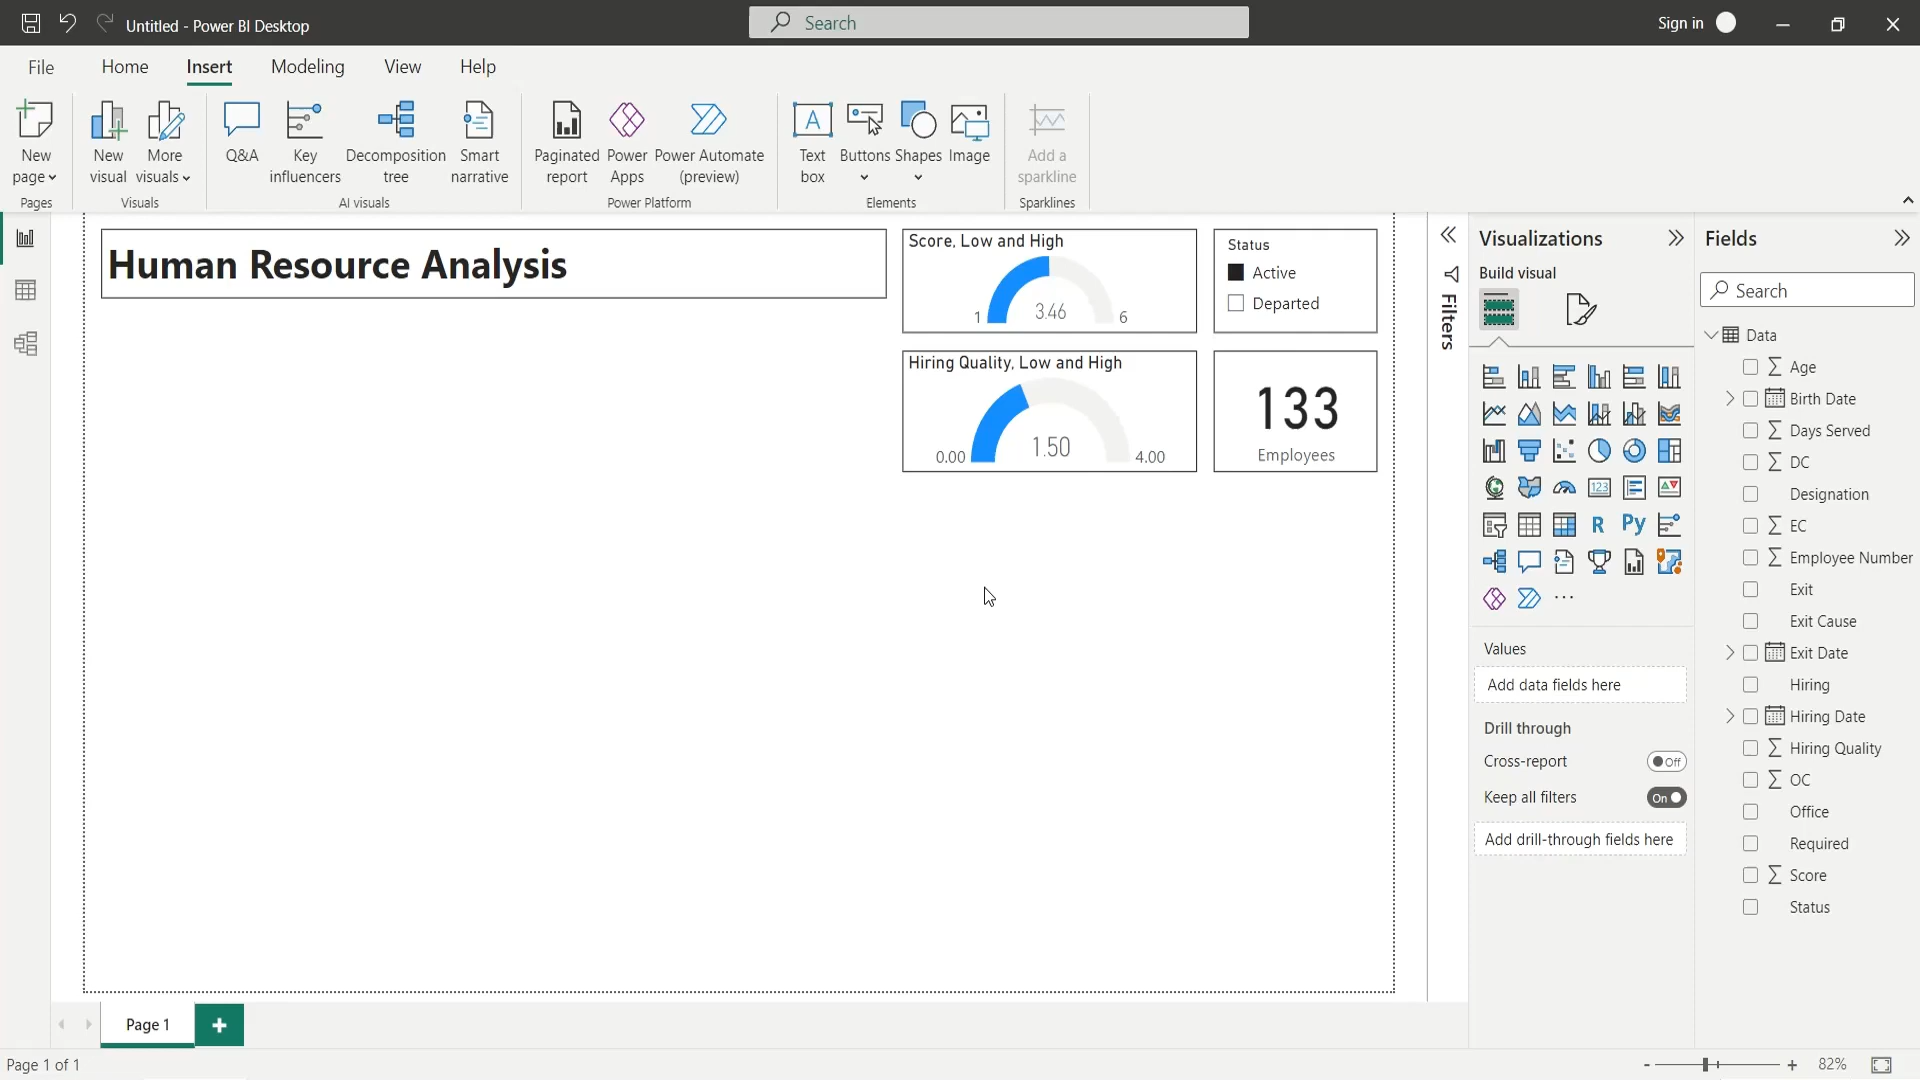 Untitled - Power BI Desktop
Search
Sign in
File Home Insert Modeling View Help
New page
New visual
More visuals
Q&A
Key influencers
Decomposition tree
Smart narrative
Paginated report
Power Apps
Power Automate (preview)
Text box
Buttons
Shapes
Image
Add a sparkline
Pages
Visuals
AI visuals
Power Platform
Elements
Sparklines
Human Resource Analysis
Score, Low and High
1
3.46
6
Status
Active
Departed
Hiring Quality, Low and High
0.00
1.50
4.00
133
Employees
Filters
Visualizations
Build visual
123
R
Py
Values
Add data fields here
Drill through
Cross-report
Off
Keep all filters
On
Add drill-through fields here
Fields
Search
Data
Age
Birth Date
Days Served
DC
Designation
EC
Employee Number
Exit
Exit Cause
Exit Date
Hiring
Hiring Date
Hiring Quality
OC
Office
Required
Score
Status
Page 1
Page 1 of 1
82%